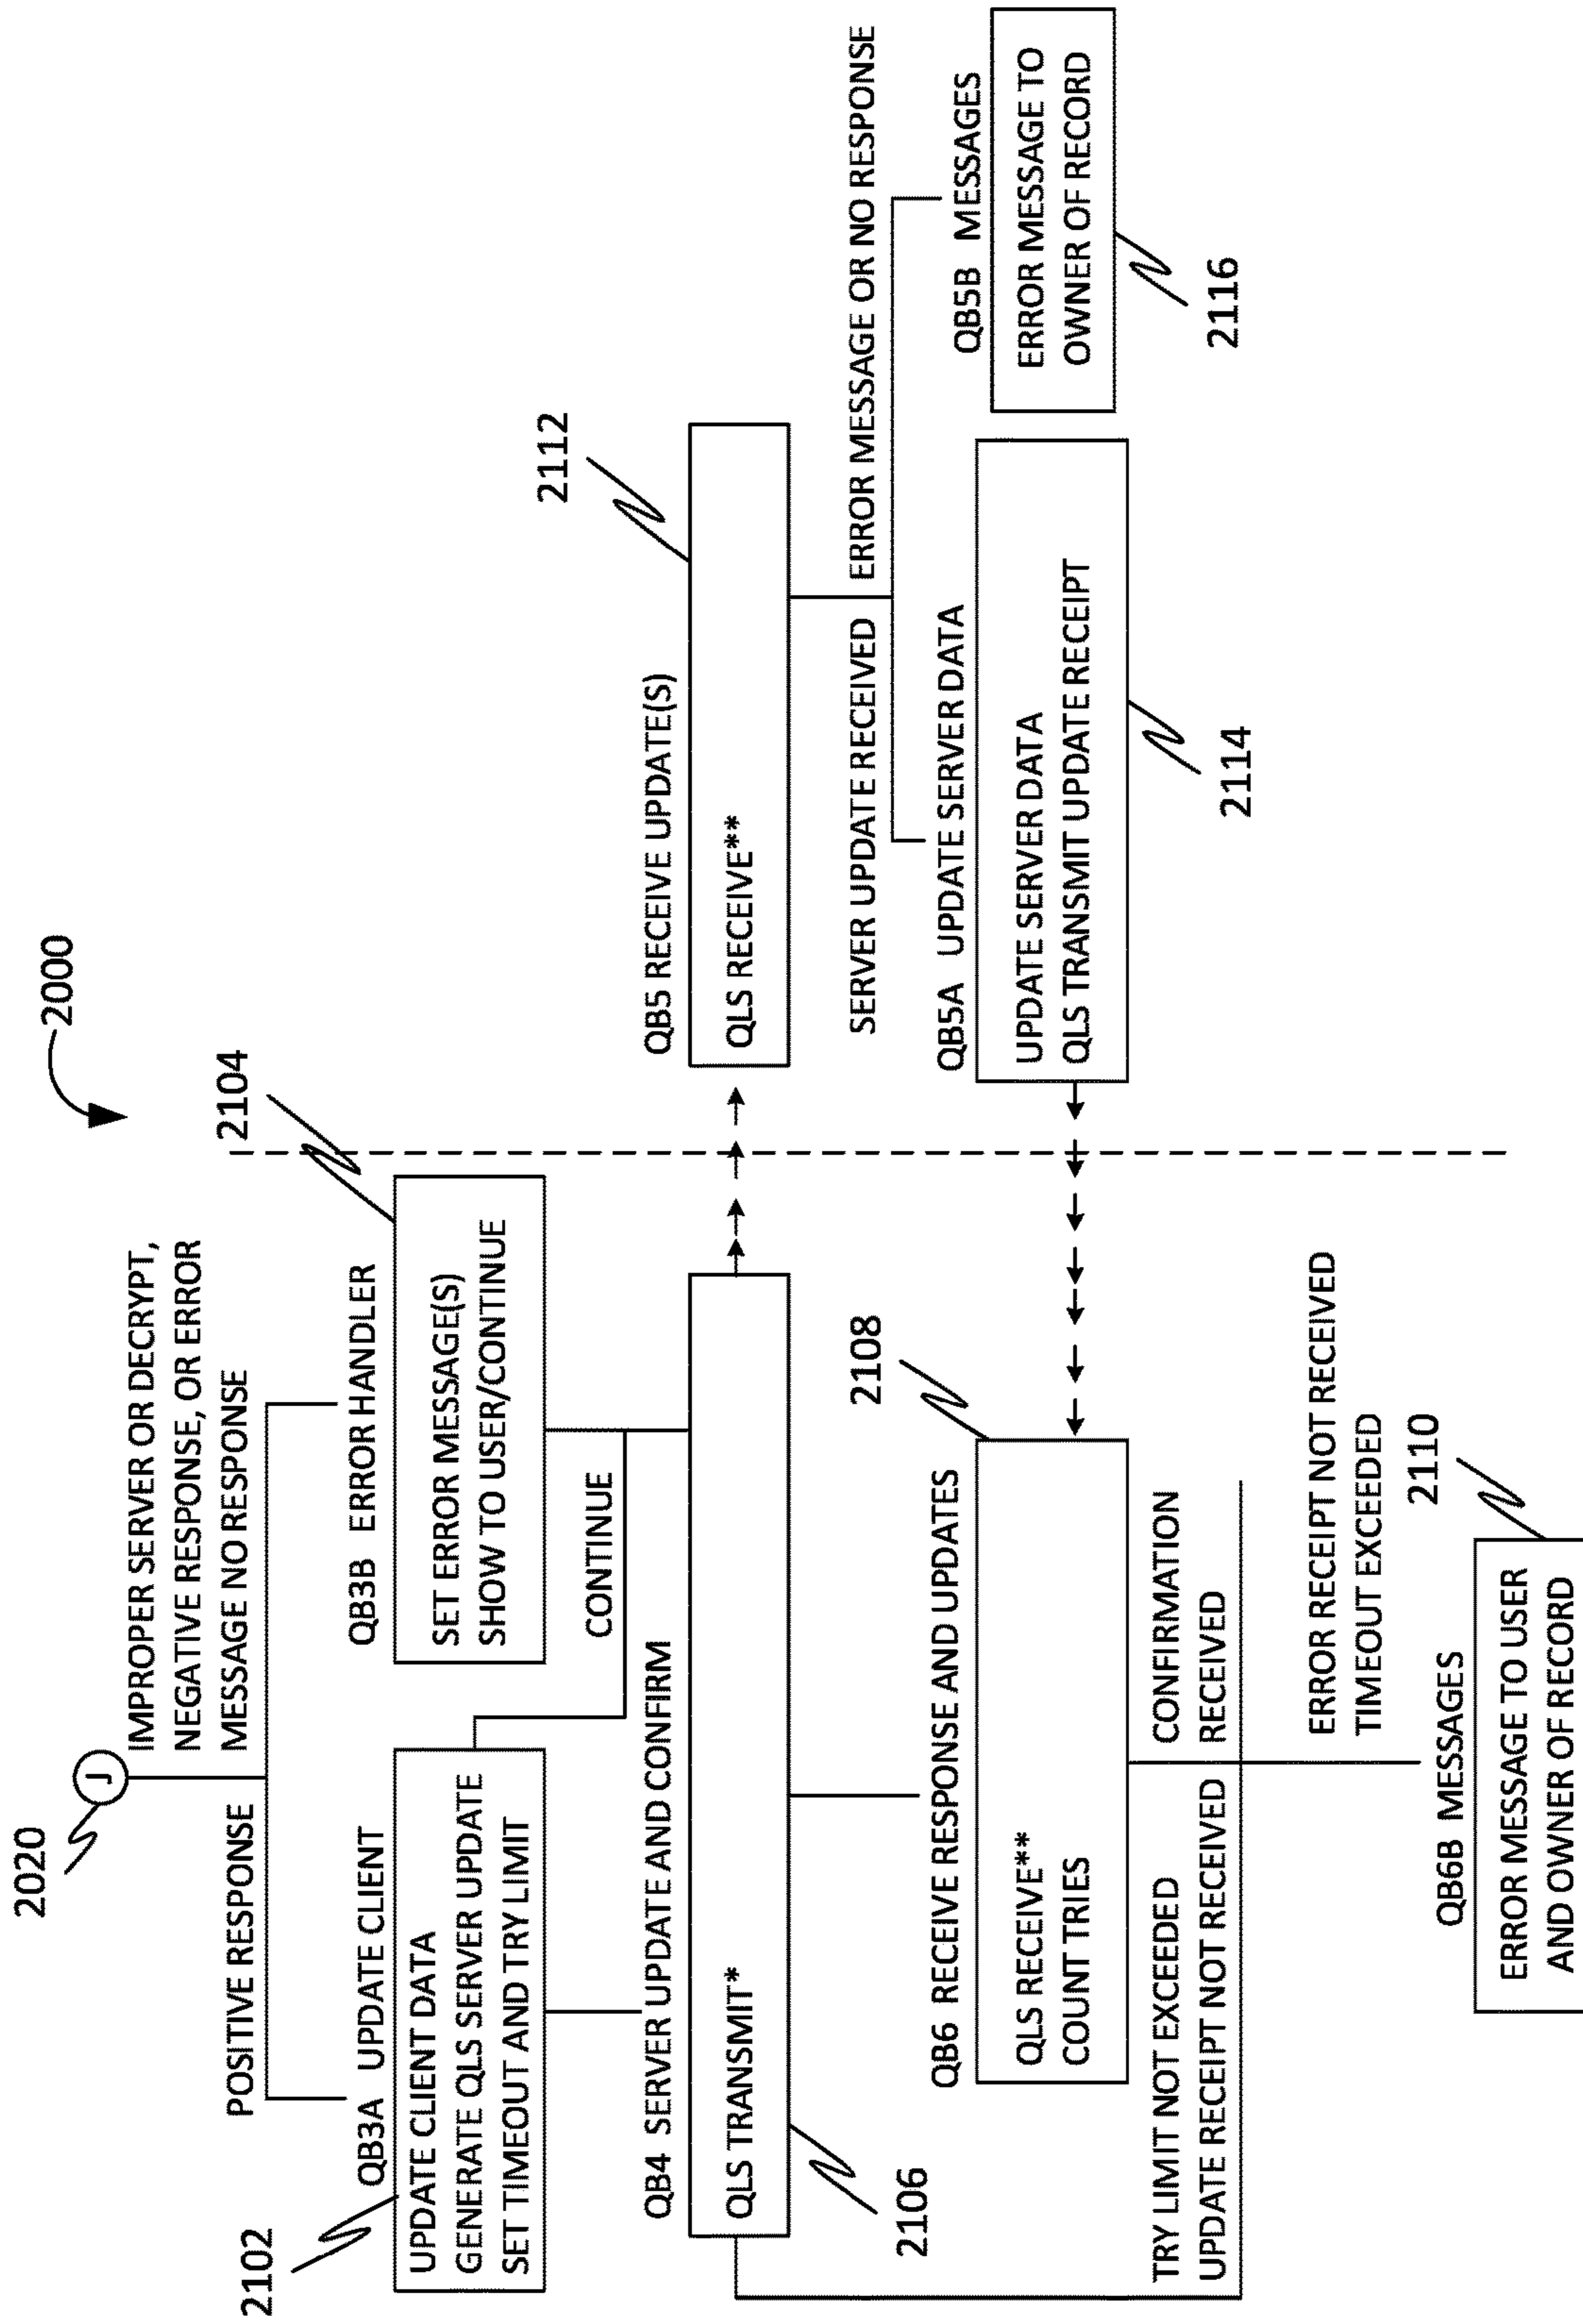 2000
2020
J
POSITIVE RESPONSE
IMPROPER SERVER OR DECRYPT,
NEGATIVE RESPONSE, OR ERROR
MESSAGE NO RESPONSE
2102
QB3A UPDATE CLIENT
UPDATE CLIENT DATA
GENERATE QLS SERVER UPDATE
SET TIMEOUT AND TRY LIMIT
2104
QB3B ERROR HANDLER
SET ERROR MESSAGE(S)
SHOW TO USER/CONTINUE
CONTINUE
QB4 SERVER UPDATE AND CONFIRM
QLS TRANSMIT*
2106
QB5 RECEIVE UPDATE(S)
2112
QLS RECEIVE**
SERVER UPDATE RECEIVED
ERROR MESSAGE OR NO RESPONSE
QB5A UPDATE SERVER DATA
UPDATE SERVER DATA
QLS TRANSMIT UPDATE RECEIPT
2114
QB5B MESSAGES
ERROR MESSAGE TO
OWNER OF RECORD
2116
QB6 RECEIVE RESPONSE AND UPDATES
2108
QLS RECEIVE**
COUNT TRIES
TRY LIMIT NOT EXCEEDED
UPDATE RECEIPT NOT RECEIVED
CONFIRMATION
RECEIVED
ERROR RECEIPT NOT RECEIVED
TIMEOUT EXCEEDED
QB6B MESSAGES
2110
ERROR MESSAGE TO USER
AND OWNER OF RECORD